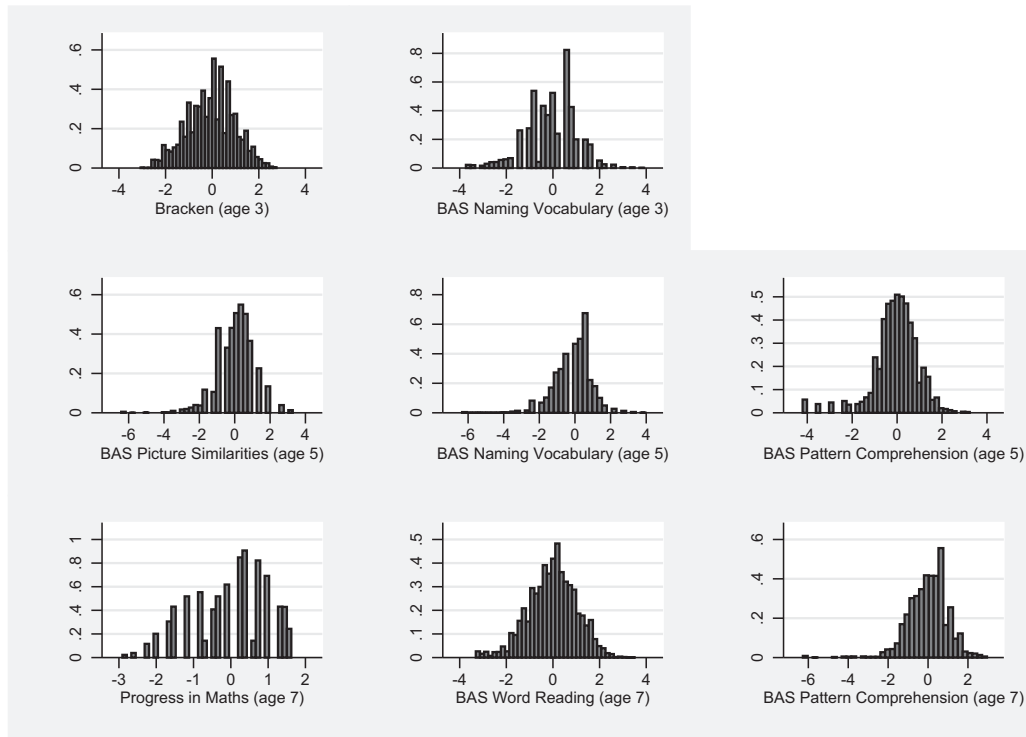 .6
.4
.2
0
-4 -2 0 2 4
Bracken (age 3)
.8
.6
.4
.2
0
-4 -2 0 2 4
BAS Naming Vocabulary (age 3)
.6
.4
.2
0
-6 -4 -2 0 2 4
BAS Picture Similarities (age 5)
.8
.6
.4
.2
0
-6 -4 -2 0 2 4
BAS Naming Vocabulary (age 5)
.5
.4
.3
.2
.1
0
-4 -2 0 2 4
BAS Pattern Comprehension (age 5)
1
.8
.6
.4
.2
0
-3 -2 -1 0 1 2
Progress in Maths (age 7)
.5
.4
.3
.2
.1
0
-4 -2 0 2 4
BAS Word Reading (age 7)
.6
.4
.2
0
-6 -4 -2 0 2
BAS Pattern Comprehension (age 7)